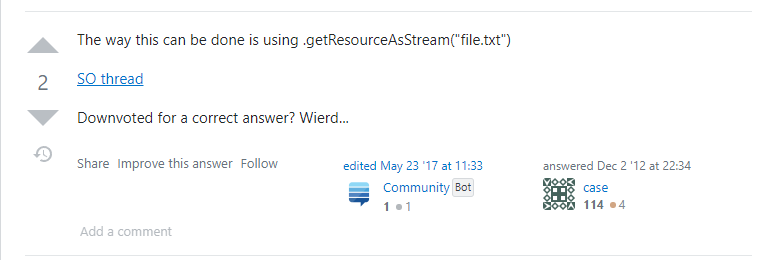 The way this can be done is using .getResourceAsStream("file.txt")
2
SO thread
Downvoted for a correct answer? Wierd...
Share Improve this answer Follow
edited May 23 '17 at 11:33
Community Bot
1 ●1
answered Dec 2 '12 at 22:34
case
114 ●4
Add a comment